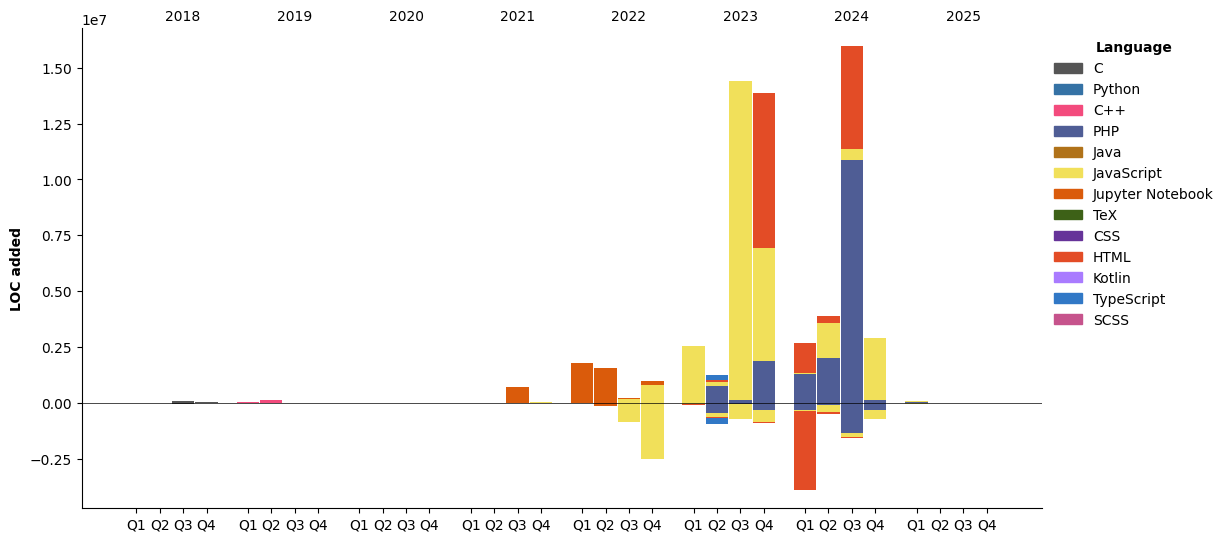 2018 2019 2020 2021 2022 2023 2024 2025
1e7
Language
C
Python
C++
PHP
Java
JavaScript
Jupyter Notebook
TeX
CSS
HTML
Kotlin
TypeScript
SCSS
1.50
1.25
1.00
0.75
0.50
0.25
0.00
−0.25
LOC added
Q1 Q2 Q3 Q4 Q1 Q2 Q3 Q4 Q1 Q2 Q3 Q4 Q1 Q2 Q3 Q4 Q1 Q2 Q3 Q4 Q1 Q2 Q3 Q4 Q1 Q2 Q3 Q4 Q1 Q2 Q3 Q4